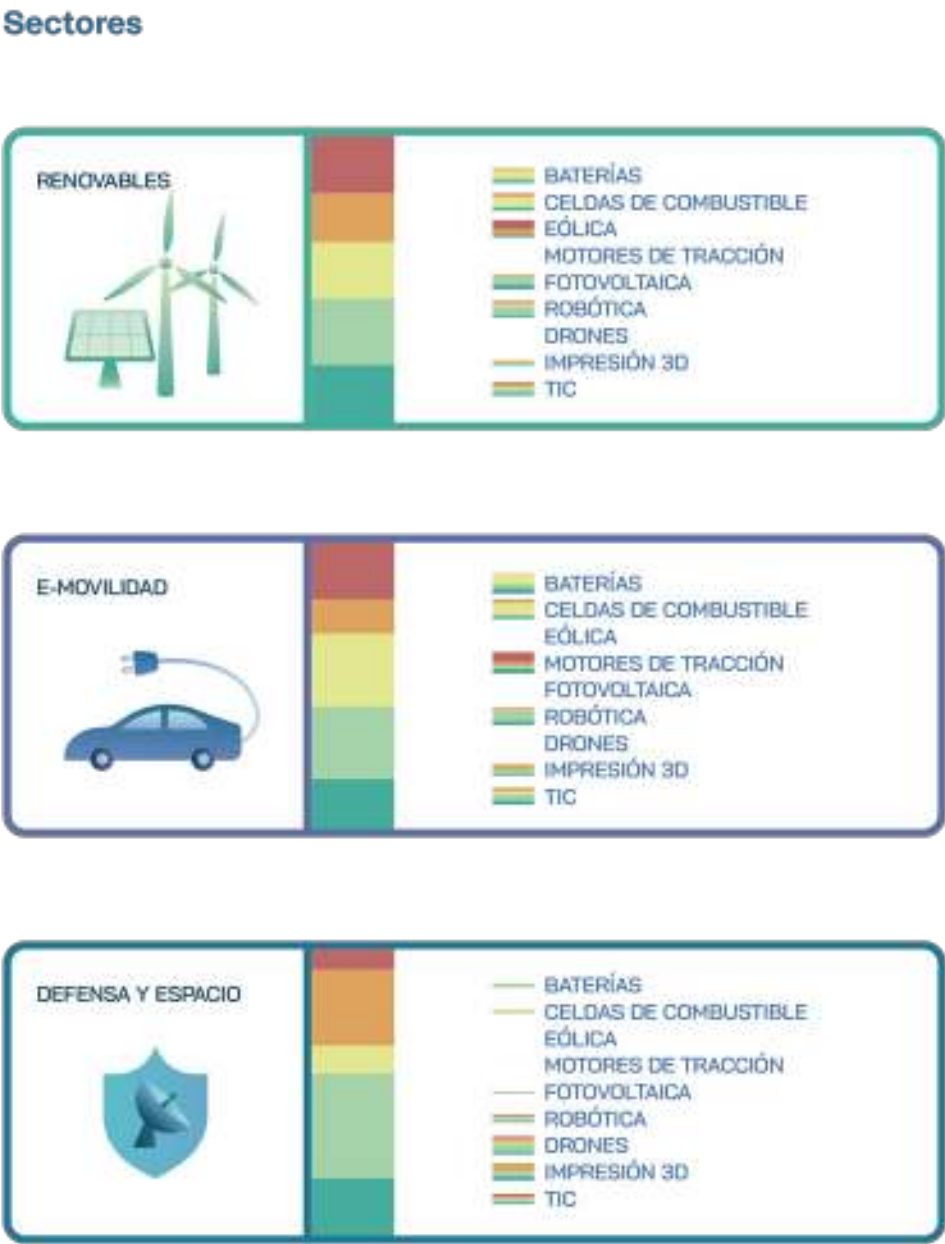 Sectores
RENOVABLES
BATERÍAS
CELDAS DE COMBUSTIBLE
EÓLICA
MOTORES DE TRACCIÓN
FOTOVOLTAICA
ROBÓTICA
DRONES
IMPRESIÓN 3D
TIC
E-MOVILIDAD
BATERÍAS
CELDAS DE COMBUSTIBLE
EÓLICA
MOTORES DE TRACCIÓN
FOTOVOLTAICA
ROBÓTICA
DRONES
IMPRESIÓN 3D
TIC
DEFENSA Y ESPACIO
BATERÍAS
CELDAS DE COMBUSTIBLE
EÓLICA
MOTORES DE TRACCIÓN
FOTOVOLTAICA
ROBÓTICA
DRONES
IMPRESIÓN 3D
TIC